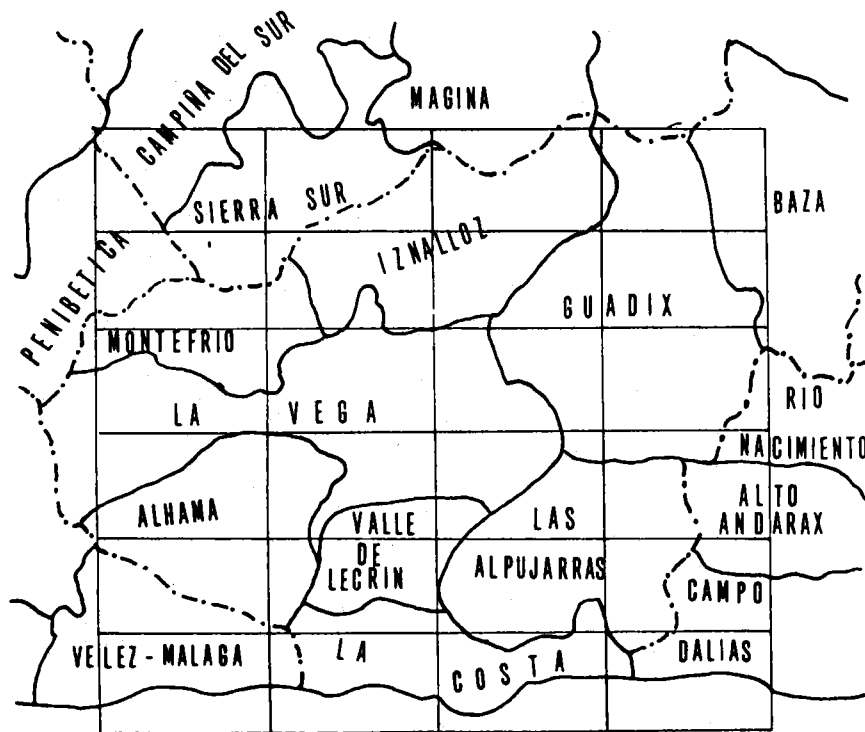 CAMPIÑA DEL SUR
MAGINA
SIERRA SUR
BAZA
PENIBETICA
IZNALLOZ
GUADIX
MONTEFRIO
LA VEGA
RIO
NACIMIENTO
ALHAMA
VALLE
DE
LECRIN
LAS
ALPUJARRAS
ALTO
ANDARAX
CAMPO
DALIAS
VELEZ-MALAGA
LA
COSTA